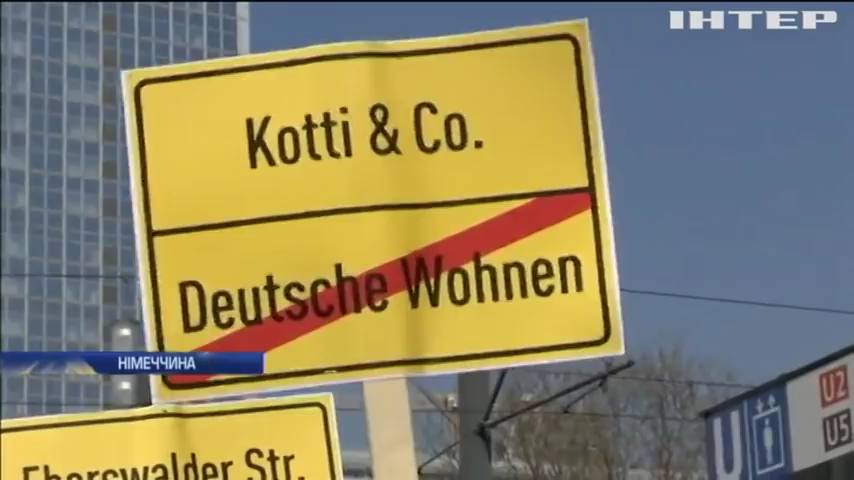 ІНТЕР
Kotti & Co.
Deutsche Wohnen
НІМЕЧЧИНА
U2
U
U5
Eberswalder Str.